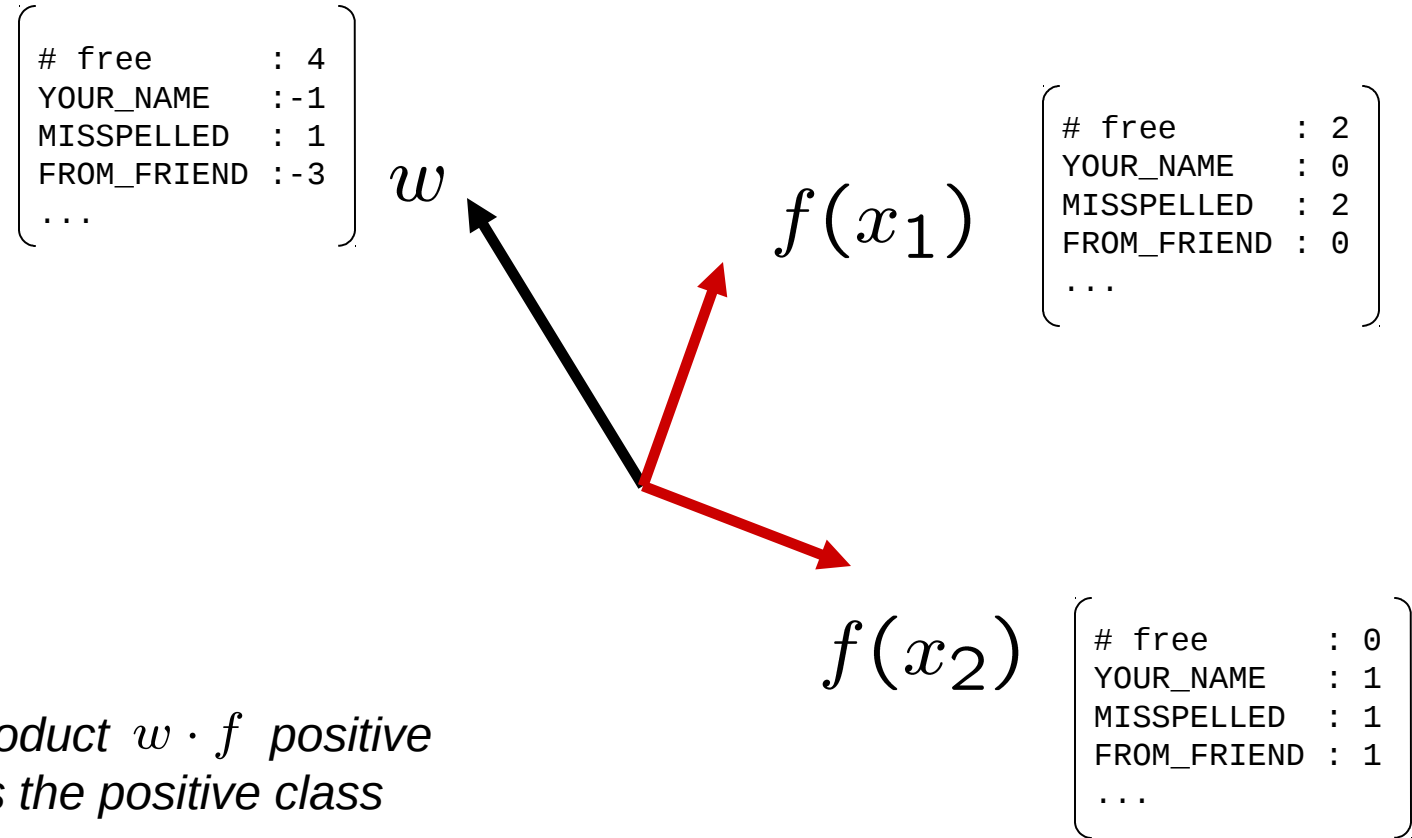 # free : 4
YOUR_NAME :-1
MISSPELLED : 1
FROM_FRIEND :-3
...
w
f(x₁)
# free : 2
YOUR_NAME : 0
MISSPELLED : 2
FROM_FRIEND : 0
...
f(x₂)
# free : 0
YOUR_NAME : 1
MISSPELLED : 1
FROM_FRIEND : 1
...
w · f positive
the positive class